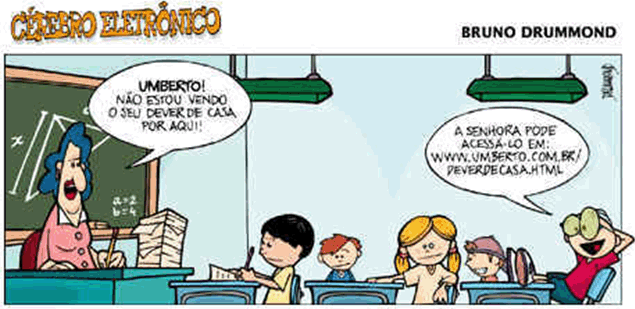 CÉREBRO ELETRÔNICO
BRUNO DRUMMOND
UMBERTO!
NÃO ESTOU VENDO
O SEU DEVER DE CASA
POR AQUI!
A SENHORA PODE
ACESSÁ-LO EM:
WWW.UMBERTO.COM.BR/
DEVERDECASA.HTML
x
a=2
b=4